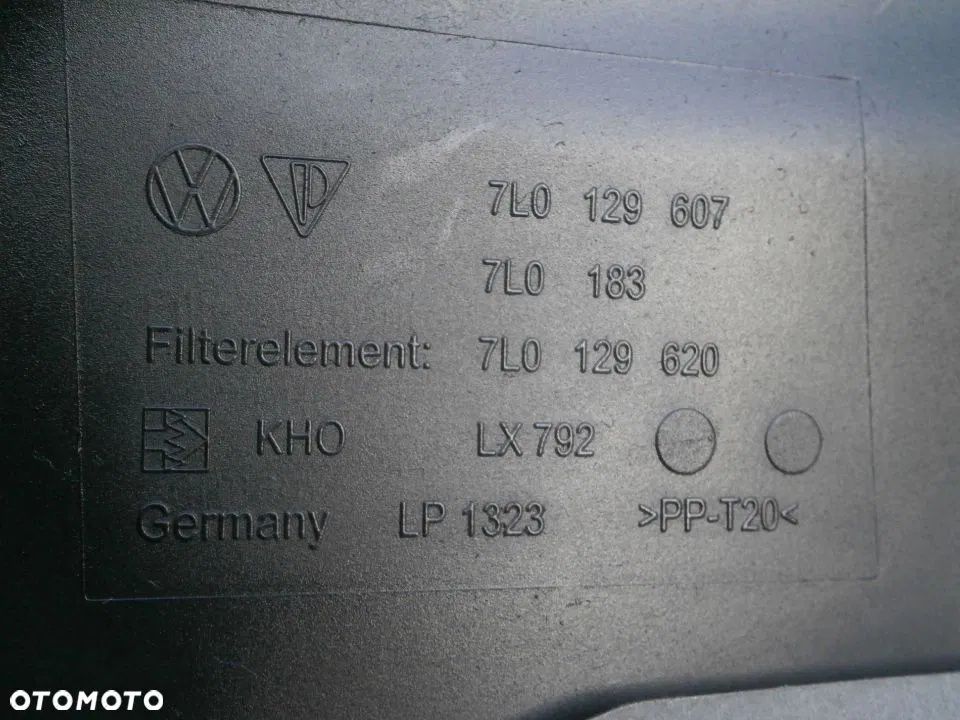 7L0 129 607
7L0 183
Filterelement: 7L0 129 620
KHO LX 792
Germany LP 1323 >PP-T20<
OTOMOTO